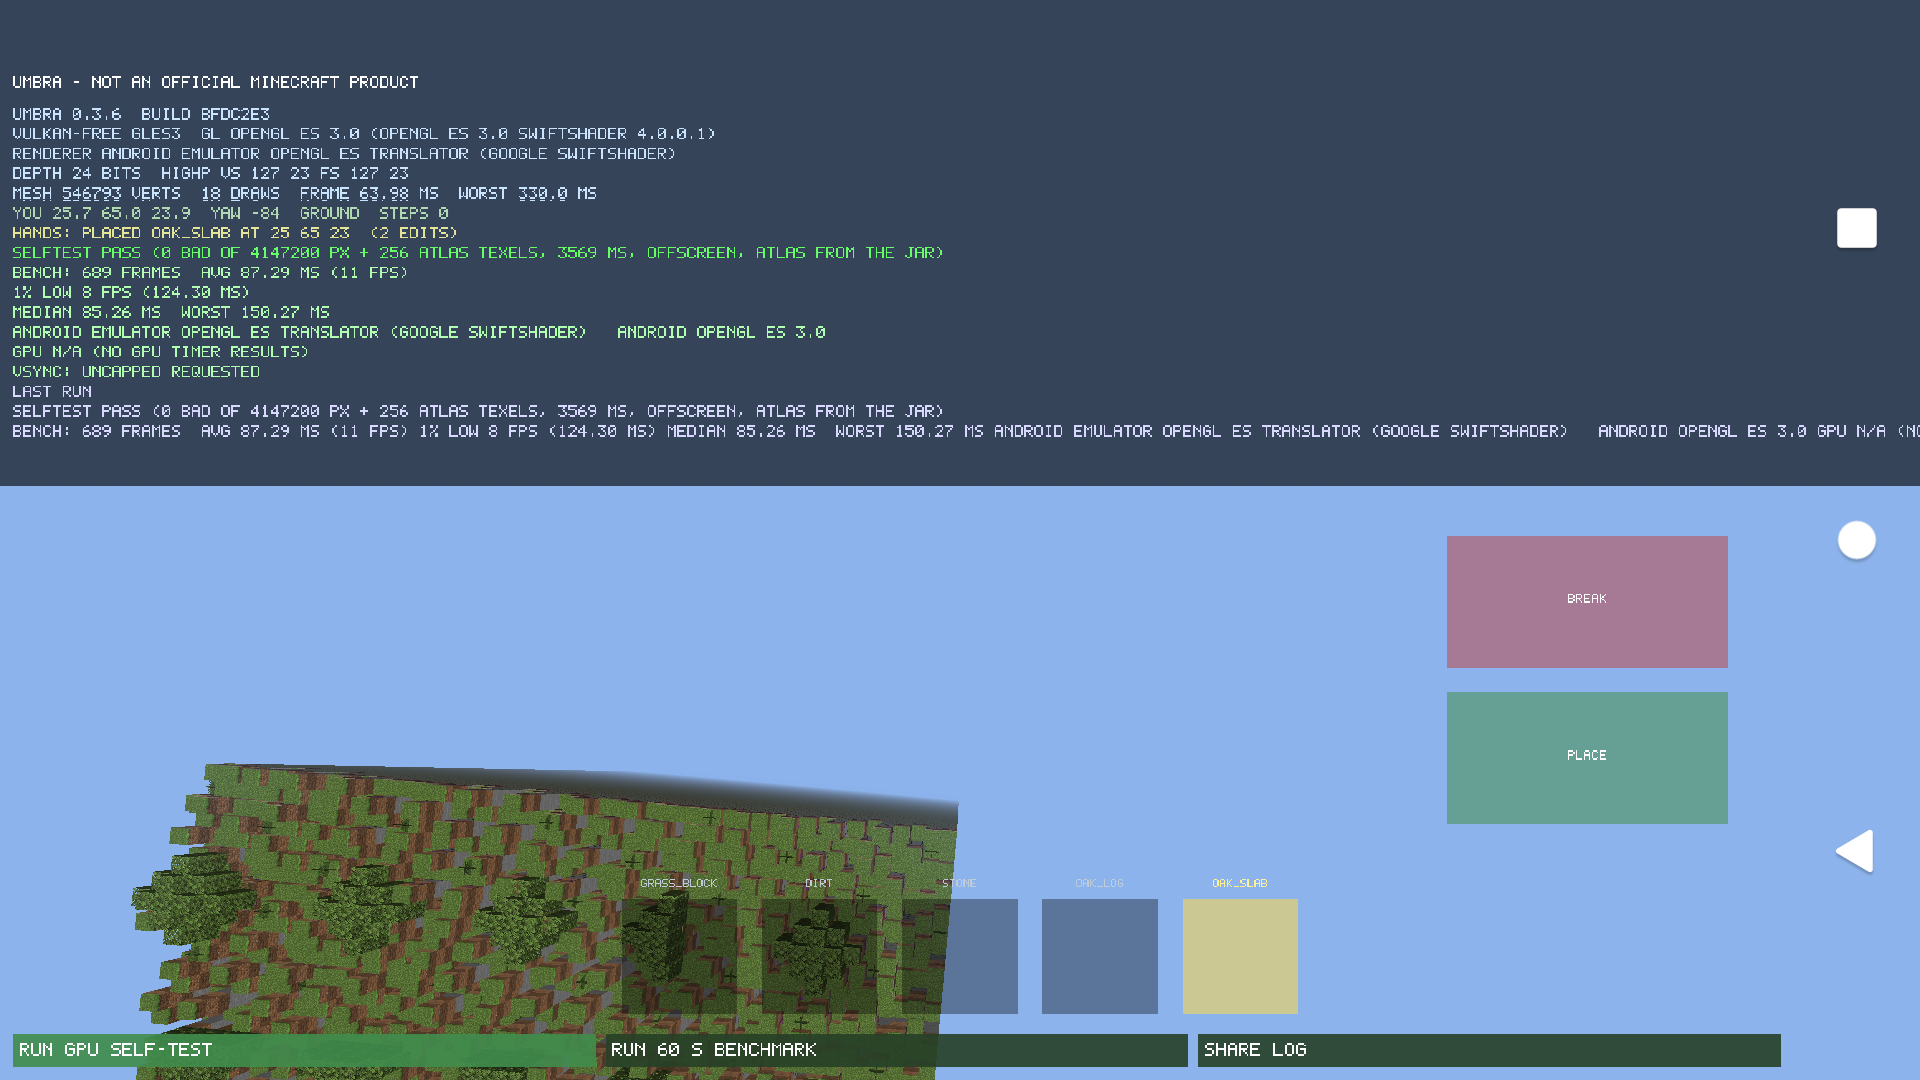 UMBRA - NOT AN OFFICIAL MINECRAFT PRODUCT
UMBRA 0.3.6  BUILD BFDC2E3
VULKAN-FREE GLES3  GL OPENGL ES 3.0 (OPENGL ES 3.0 SWIFTSHADER 4.0.0.1)
RENDERER ANDROID EMULATOR OPENGL ES TRANSLATOR (GOOGLE SWIFTSHADER)
DEPTH 24 BITS  HIGHP VS 127 23 FS 127 23
MESH 546793 VERTS  18 DRAWS  FRAME 63.98 MS  WORST 330.0 MS
YOU 25.7 65.0 23.9  YAW -84  GROUND  STEPS 0
HANDS: PLACED OAK_SLAB AT 25 65 23  (2 EDITS)
SELFTEST PASS (0 BAD OF 4147200 PX + 256 ATLAS TEXELS, 3569 MS, OFFSCREEN, ATLAS FROM THE JAR)
BENCH: 689 FRAMES  AVG 87.29 MS (11 FPS)
1% LOW 8 FPS (124.30 MS)
MEDIAN 85.26 MS  WORST 150.27 MS
ANDROID EMULATOR OPENGL ES TRANSLATOR (GOOGLE SWIFTSHADER)   ANDROID OPENGL ES 3.0
GPU N/A (NO GPU TIMER RESULTS)
VSYNC: UNCAPPED REQUESTED
LAST RUN
SELFTEST PASS (0 BAD OF 4147200 PX + 256 ATLAS TEXELS, 3569 MS, OFFSCREEN, ATLAS FROM THE JAR)
BENCH: 689 FRAMES  AVG 87.29 MS (11 FPS) 1% LOW 8 FPS (124.30 MS) MEDIAN 85.26 MS  WORST 150.27 MS ANDROID EMULATOR OPENGL ES TRANSLATOR (GOOGLE SWIFTSHADER)   ANDROID OPENGL ES 3.0 GPU N/A (NO
BREAK
PLACE
GRASS_BLOCK
DIRT
STONE
OAK_LOG
OAK_SLAB
RUN GPU SELF-TEST
RUN 60 S BENCHMARK
SHARE LOG